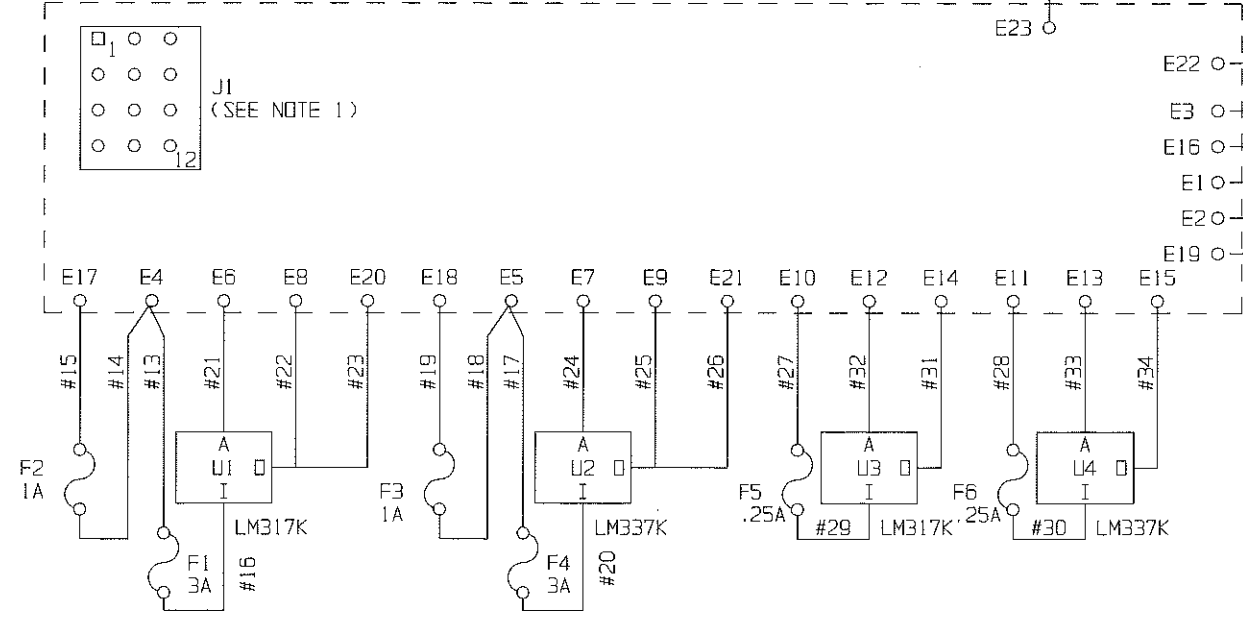 E23
E22
1
J1
(SEE NOTE 1)
E3
E16
12
E1
E2
E19
E17 E4 E6 E8 E20 E18 E5 E7 E9 E21 E10 E12 E14 E11 E13 E15
#15 #14 #13 #21 #22 #23 #19 #18 #17 #24 #25 #26 #27 #32 #31 #28 #33 #34
A A A A
U1 O U2 O U3 O U4 O
I I I I
F2
1A
F3
1A
F5
.25A
F6
.25A
LM317K LM337K #29 LM317K #30 LM337K
F1
3A
#16
F4
3A
#20